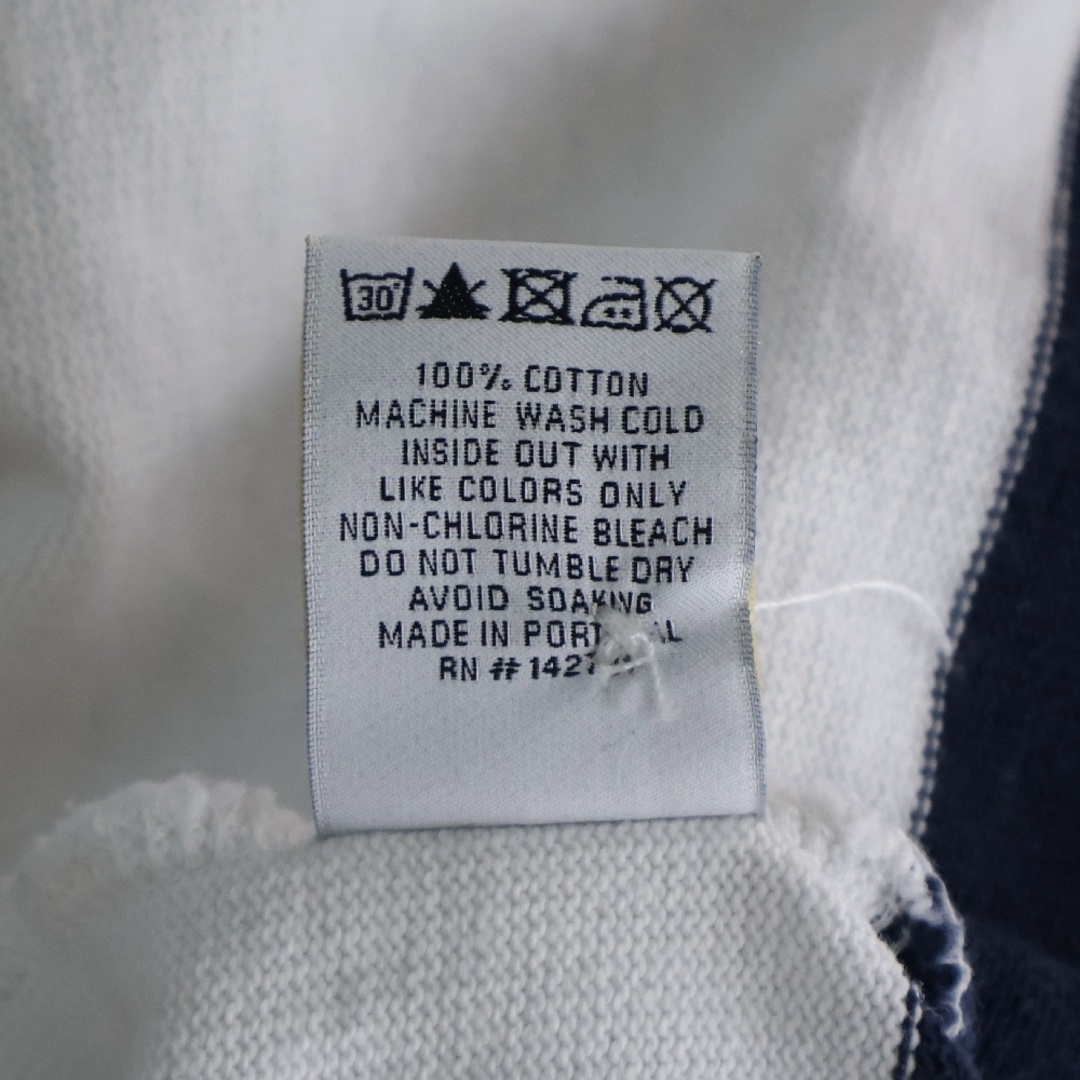 30°
100% COTTON
MACHINE WASH COLD
INSIDE OUT WITH
LIKE COLORS ONLY
NON-CHLORINE BLEACH
DO NOT TUMBLE DRY
AVOID SOAKING
MADE IN
RN #